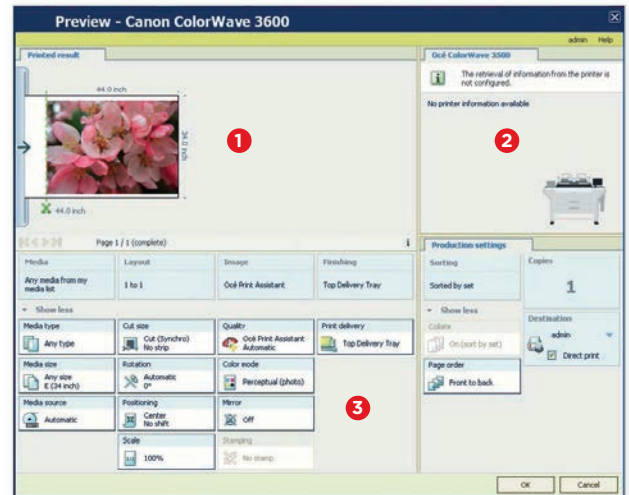 Preview - Canon ColorWave 3600
admin Help
Printed result
44.0 inch
34.0 inch
44.0 inch
1
Page 1 / 1 (complete)
i
Océ ColorWave 3500
The retrieval of information from the printer is
not configured.
No printer information available
2
Media
Any media from my
media list
Layout
1 to 1
Image
Océ Print Assistant
Finishing
Top Delivery Tray
Show less
Media type
Any type
Cut size
Cut (Synchro)
No strip
Quality
Océ Print Assistant
Automatic
Print delivery
Top Delivery Tray
Media size
Any size
E (34 inch)
Rotation
Automatic
0°
Color mode
Perceptual (photo)
Media source
Automatic
Positioning
Center
No shift
Mirror
Off
3
Scale
100%
Stamping
No stamp
Production settings
Sorting
Sorted by set
Copies
1
Show less
Colors
On (sort by set)
Destination
admin
Direct print
Page order
Front to back
OK
Cancel